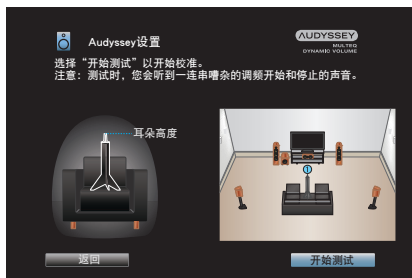 Audyssey设置
AUDYSSEY
MULTEQ
DYNAMIC VOLUME
选择“开始测试”以开始校准。
注意：测试时，您会听到一连串嘈杂的调频开始和停止的声音。
耳朵高度
1
返回
开始测试